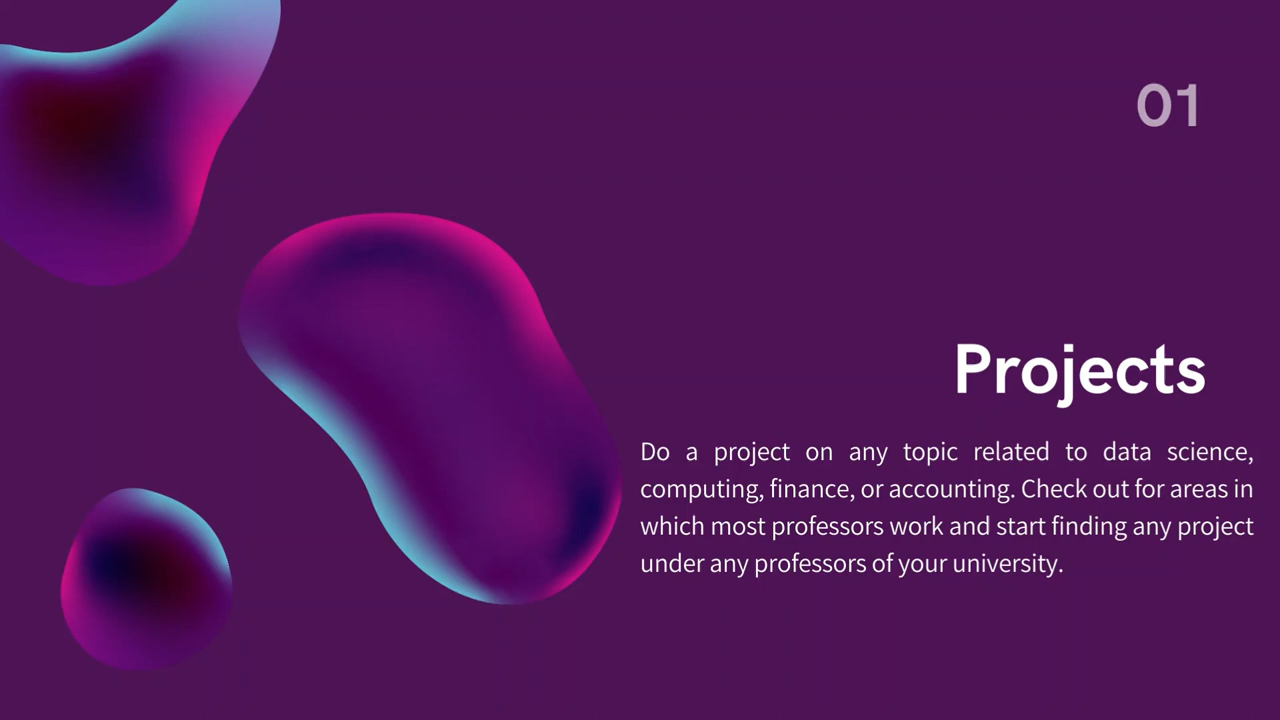 01
Projects
Do a project on any topic related to data science,
computing, finance, or accounting. Check out for areas in
which most professors work and start finding any project
under any professors of your university.